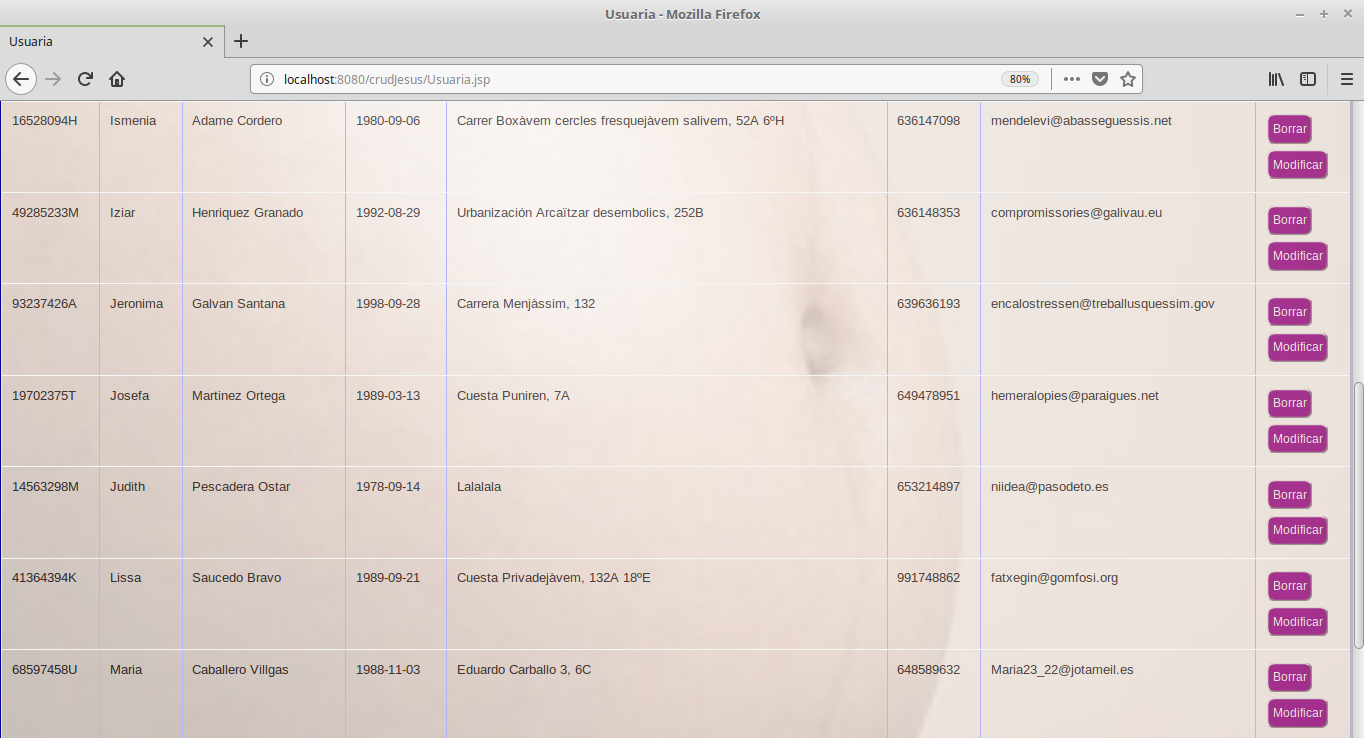 Usuaria - Mozilla Firefox
Usuaria
localhost:8080/crudJesus/Usuaria.jsp 80%
16528094H Ismenia Adame Cordero 1980-09-06 Carrer Boxàvem cercles fresquejàvem salivem, 52A 6ºH 636147098 mendelevi@abasseguessis.net Borrar
Modificar
49285233M Iziar Henriquez Granado 1992-08-29 Urbanización Arcaïtzar desembolics, 252B 636148353 compromissories@galivau.eu Borrar
Modificar
93237426A Jeronima Galvan Santana 1998-09-28 Carrera Menjàssim, 132 639636193 encalostressen@treballusquessim.gov Borrar
Modificar
19702375T Josefa Martinez Ortega 1989-03-13 Cuesta Puniren, 7A 649478951 hemeralopies@paraigues.net Borrar
Modificar
14563298M Judith Pescadera Ostar 1978-09-14 Lalalala 653214897 niidea@pasodeto.es Borrar
Modificar
41364394K Lissa Saucedo Bravo 1989-09-21 Cuesta Privadejàvem, 132A 18ºE 991748862 fatxegin@gomfosi.org Borrar
Modificar
68597458U Maria Caballero Villgas 1988-11-03 Eduardo Carballo 3, 6C 648589632 Maria23_22@jotameil.es Borrar
Modificar